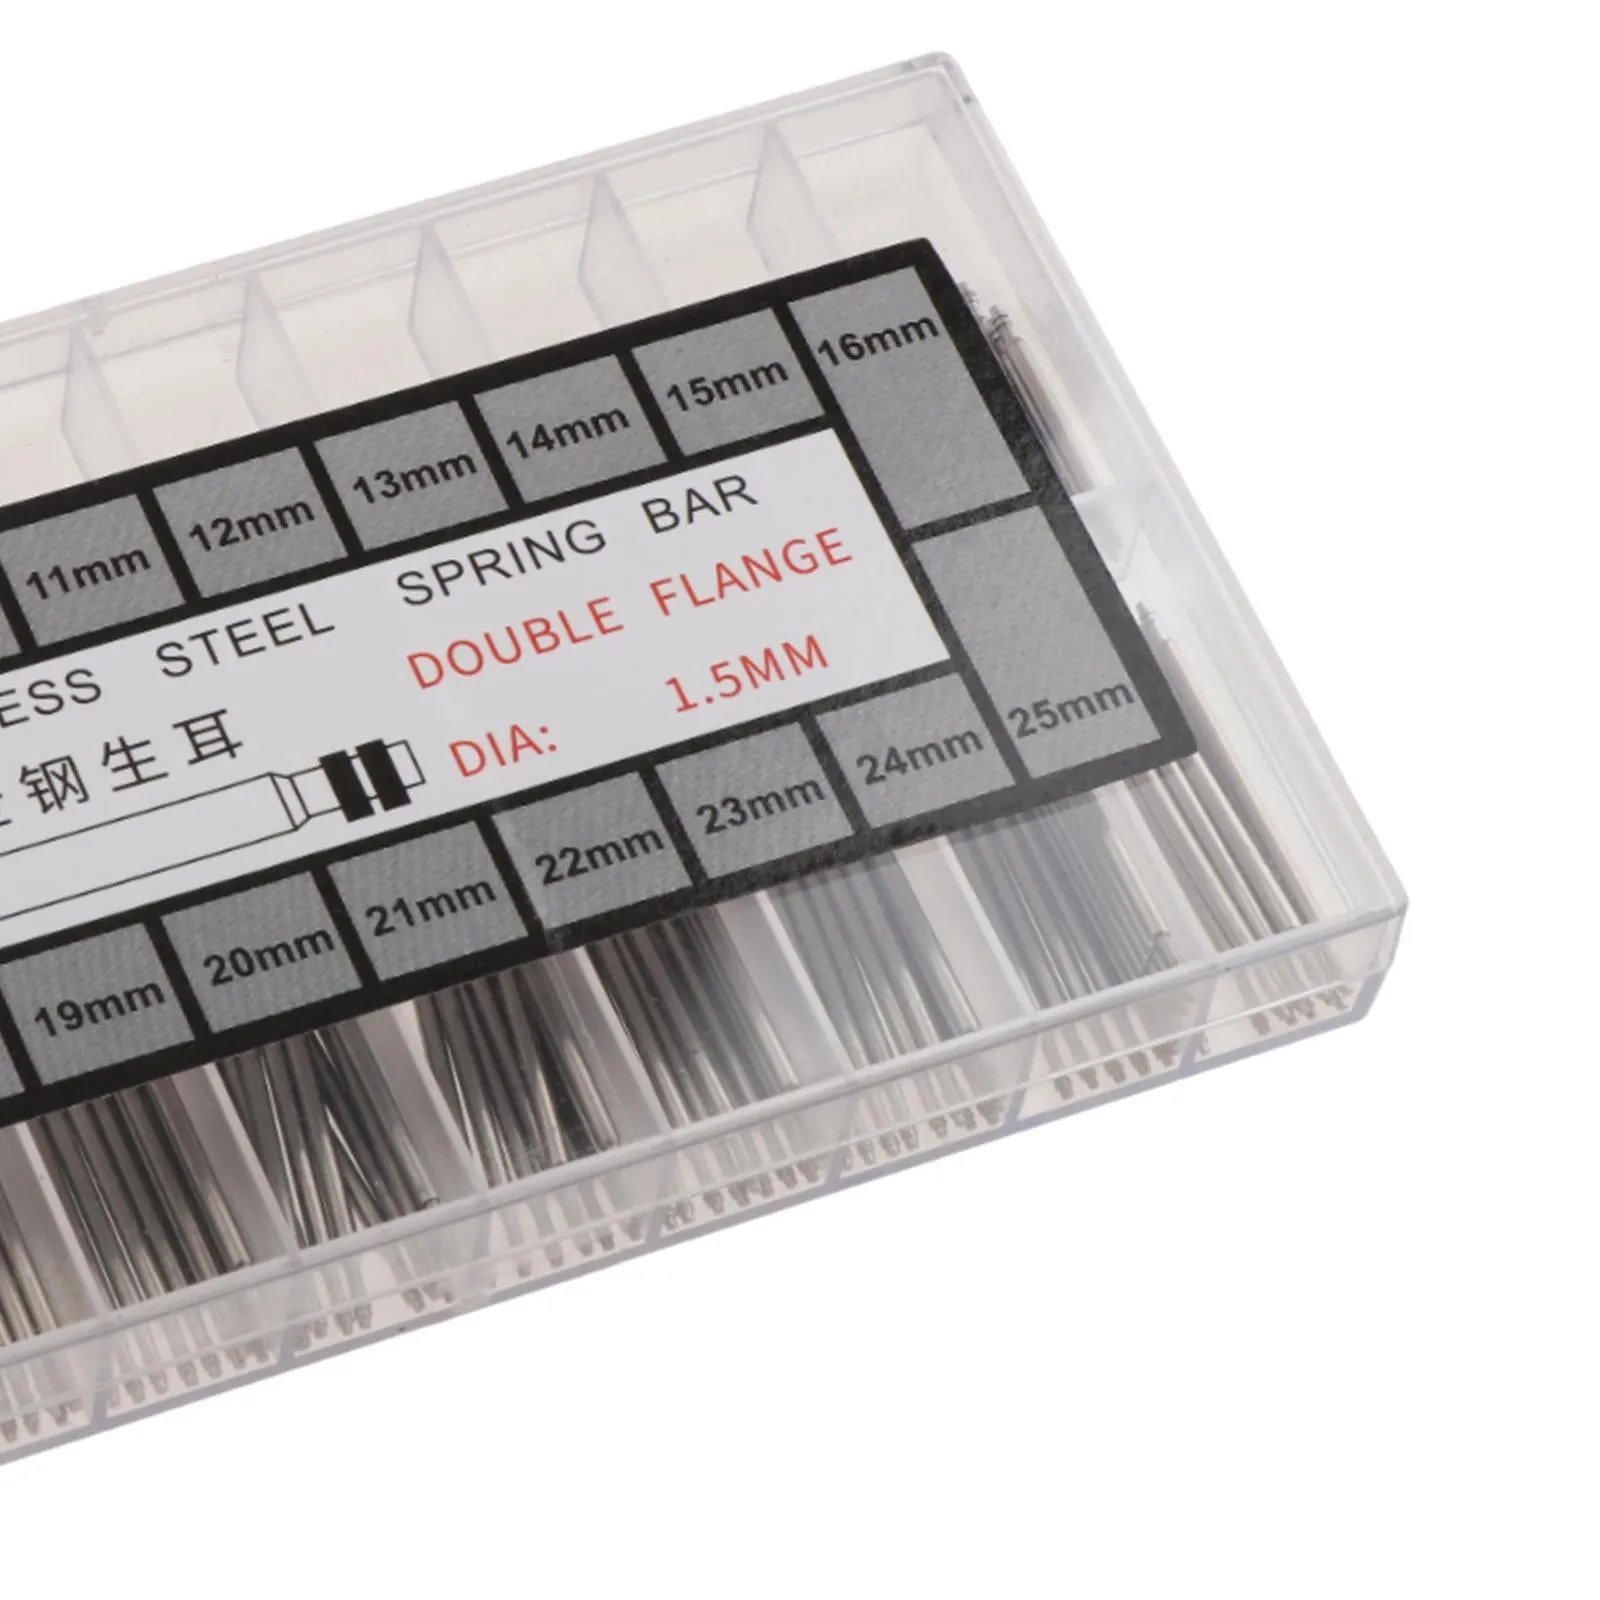 11mm 12mm 13mm 14mm 15mm 16mm
ESS STEEL SPRING BAR
钢生耳 DOUBLE FLANGE
DIA: 1.5MM
19mm 20mm 21mm 22mm 23mm 24mm 25mm